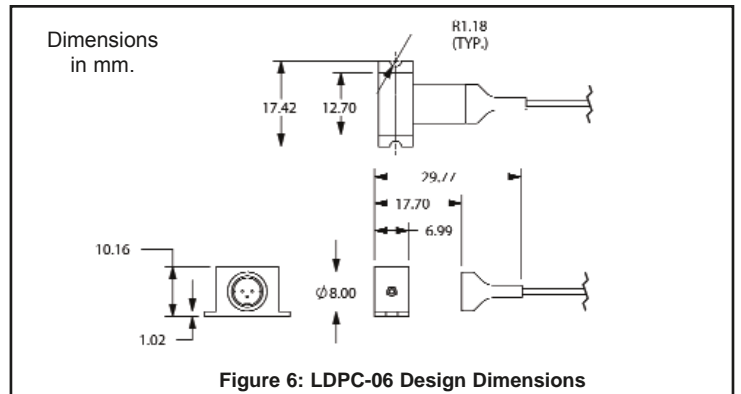 Dimensions
in mm.
R1.18
(TYP.)
17.42
12.70
29.77
17.70
6.99
10.16
Ø8.00
1.02
Figure 6: LDPC-06 Design Dimensions